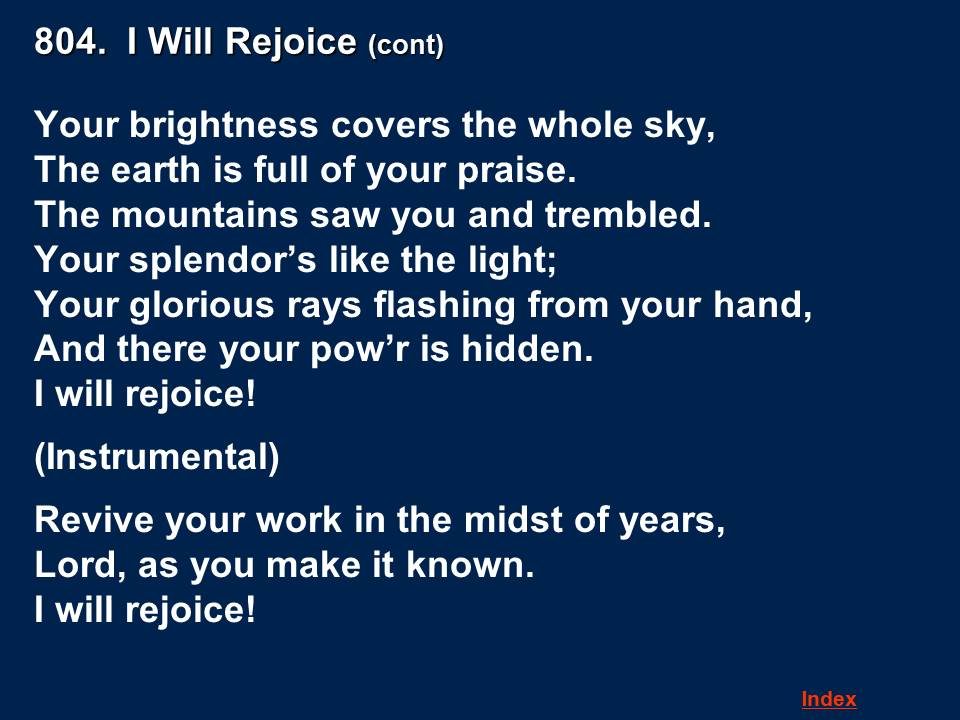 804.  I Will Rejoice (cont)
Your brightness covers the whole sky,
The earth is full of your praise.
The mountains saw you and trembled.
Your splendor’s like the light;
Your glorious rays flashing from your hand,
And there your pow’r is hidden.
I will rejoice!
(Instrumental)
Revive your work in the midst of years,
Lord, as you make it known.
I will rejoice!
Index